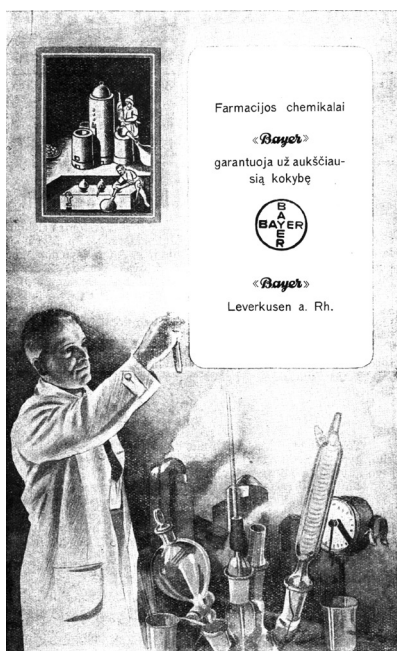 Farmacijos chemikalai
«Bayer»
garantuoja už aukščiau-
sią kokybę
BAYER
BAYER
«Bayer»
Leverkusen a. Rh.